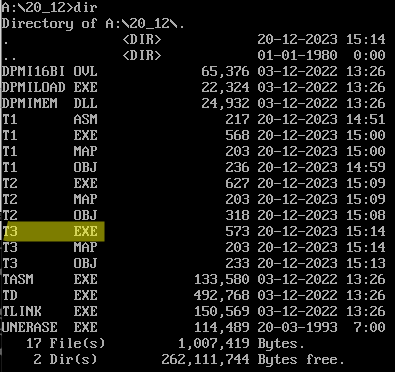 A:\20_12>dir
Directory of A:\20_12\.
. <DIR> 20-12-2023 15:14
.. <DIR> 01-01-1980 0:00
DPMI16BI OVL 65,376 03-12-2022 13:26
DPMILOAD EXE 22,324 03-12-2022 13:26
DPMIMEM DLL 24,932 03-12-2022 13:26
T1 ASM 217 20-12-2023 14:51
T1 EXE 568 20-12-2023 15:00
T1 MAP 203 20-12-2023 15:00
T1 OBJ 236 20-12-2023 14:59
T2 EXE 627 20-12-2023 15:09
T2 MAP 203 20-12-2023 15:09
T2 OBJ 318 20-12-2023 15:08
T3 EXE 573 20-12-2023 15:14
T3 MAP 203 20-12-2023 15:14
T3 OBJ 233 20-12-2023 15:13
TASM EXE 133,580 03-12-2022 13:26
TD EXE 492,768 03-12-2022 13:26
TLINK EXE 150,569 03-12-2022 13:26
UNERASE EXE 114,489 20-03-1993 7:00
17 File(s) 1,007,419 Bytes.
2 Dir(s) 262,111,744 Bytes free.